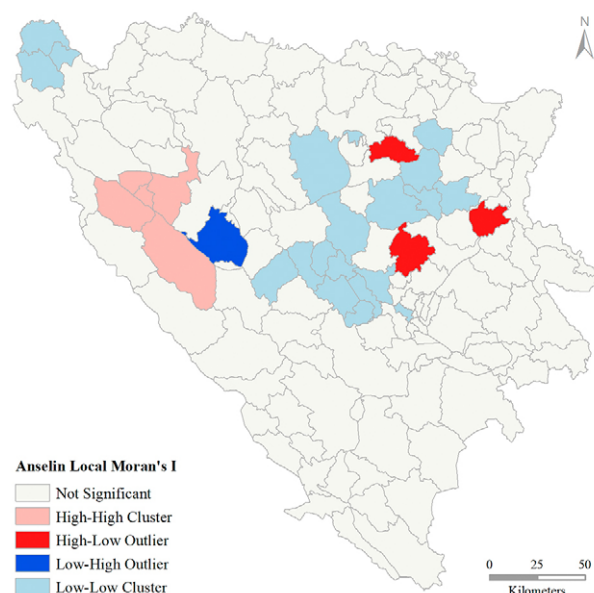 N
Anselin Local Moran's I
Not Significant
High-High Cluster
High-Low Outlier
Low-High Outlier
Low-Low Cluster
0 25 50
Kilometers